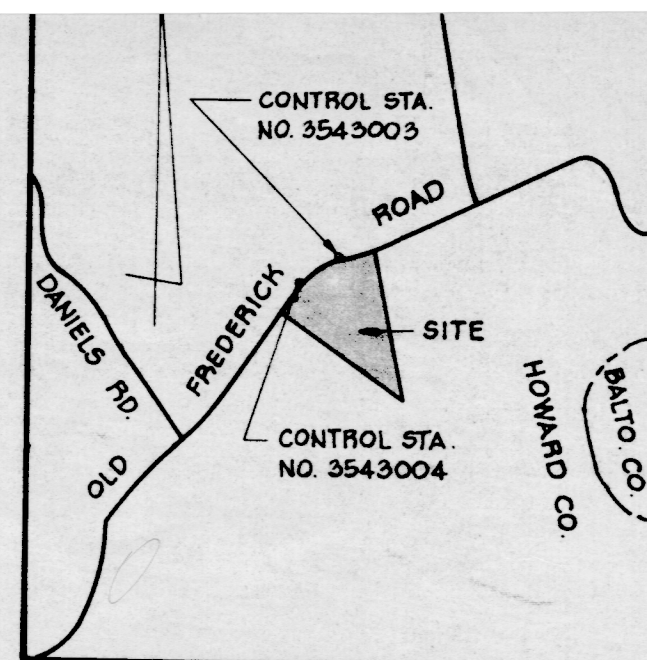 CONTROL STA.
NO. 3543003
ROAD
FREDERICK
DANIELS RD.
SITE
CONTROL STA.
NO. 3543004
OLD
HOWARD CO.
BALTO. CO.